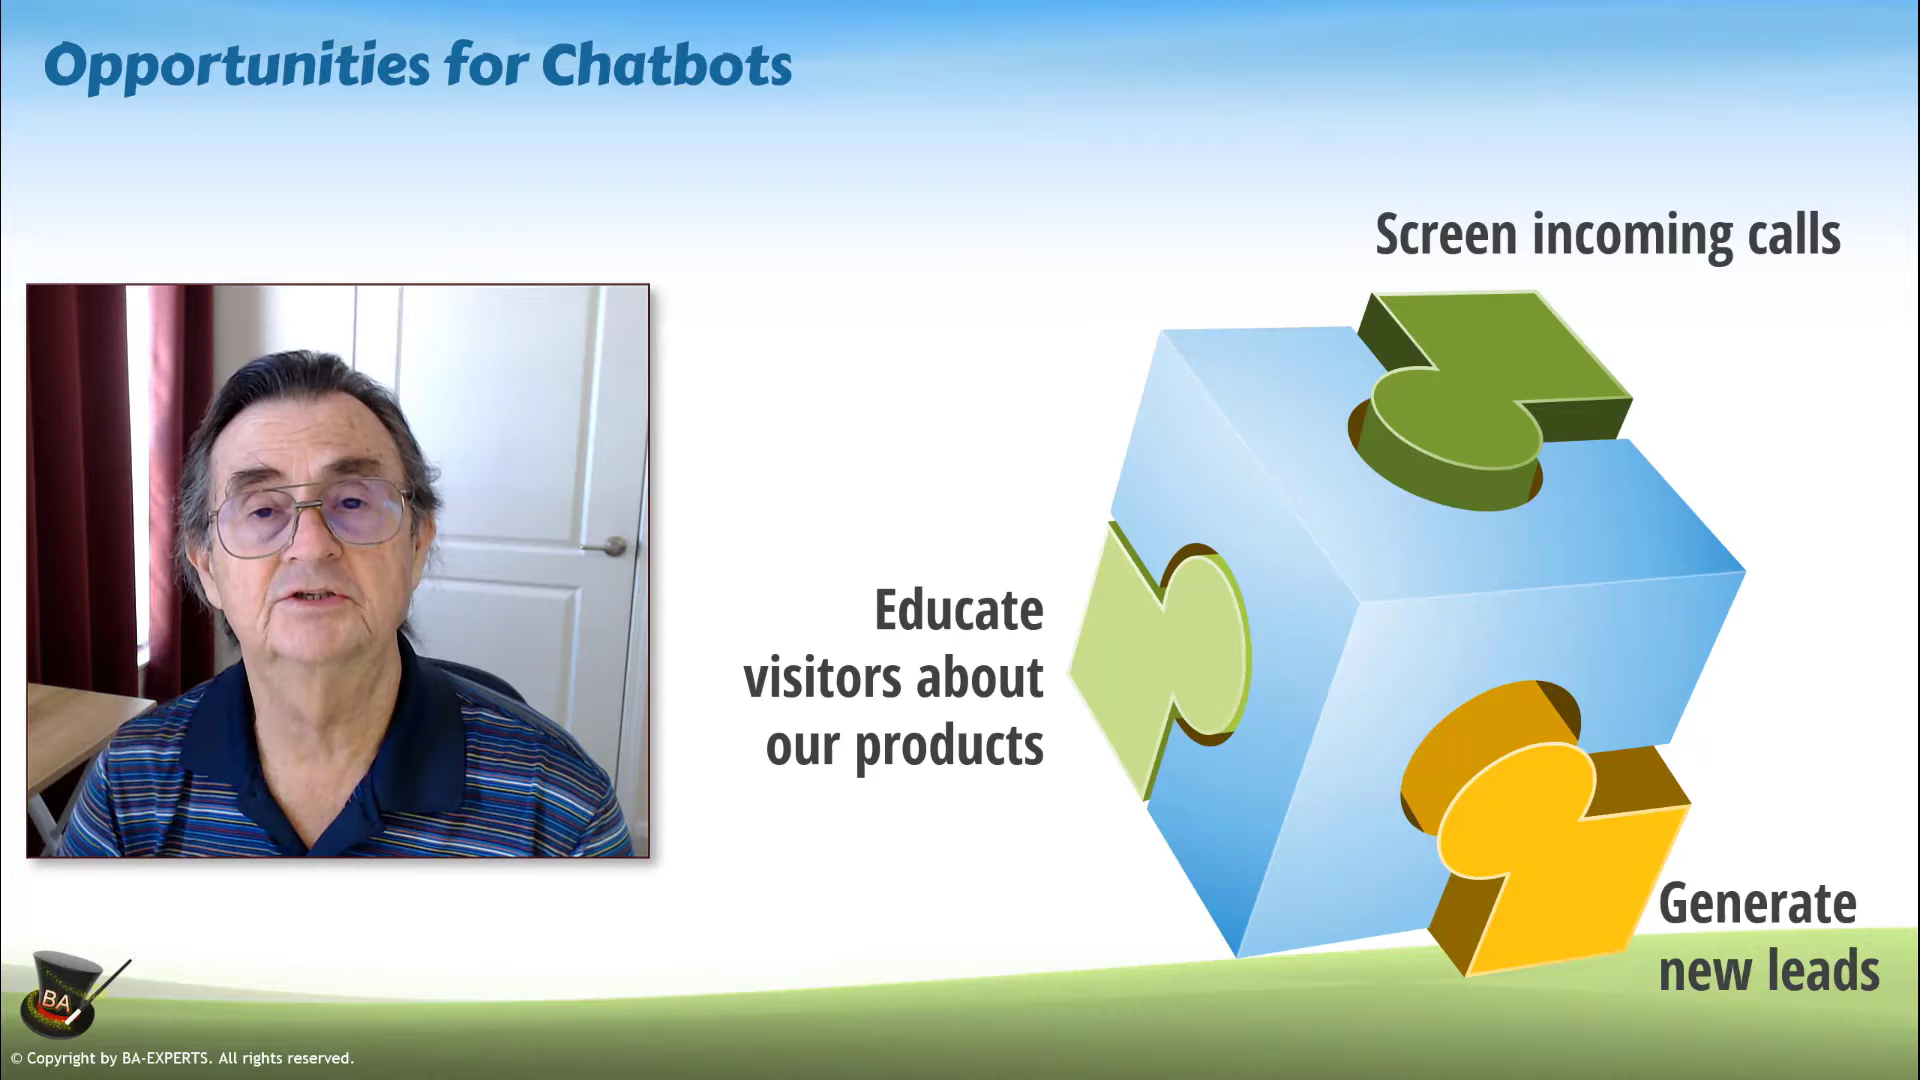 Opportunities for Chatbots
Screen incoming calls
Educate
visitors about
our products
Generate
new leads
BA
© Copyright by BA-EXPERTS. All rights reserved.